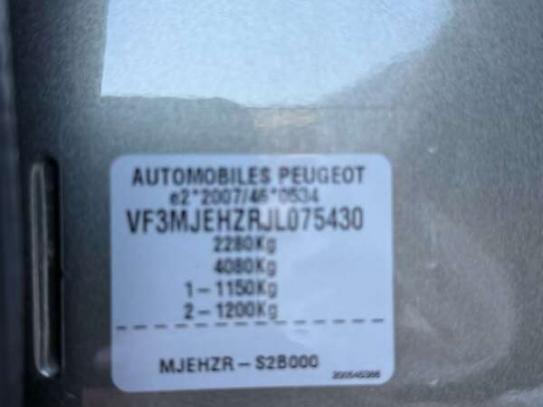 AUTOMOBILES PEUGEOT
e2*2007/46*0534
VF3MJEHZRJL075430
2280Kg
4080Kg
1-1150Kg
2-1200Kg
MJEHZR-S2B000